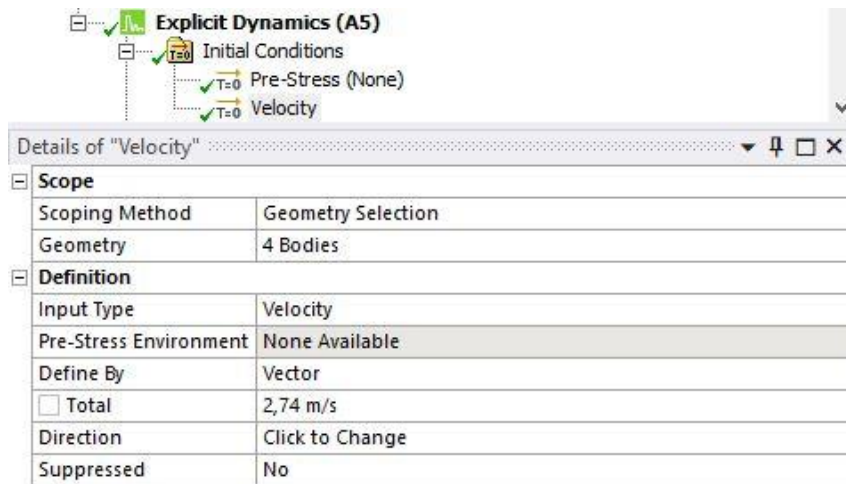 Explicit Dynamics (A5)
Initial Conditions
Pre-Stress (None)
Velocity
Details of "Velocity"
Scope
Scoping Method Geometry Selection
Geometry 4 Bodies
Definition
Input Type Velocity
Pre-Stress Environment None Available
Define By Vector
Total 2,74 m/s
Direction Click to Change
Suppressed No